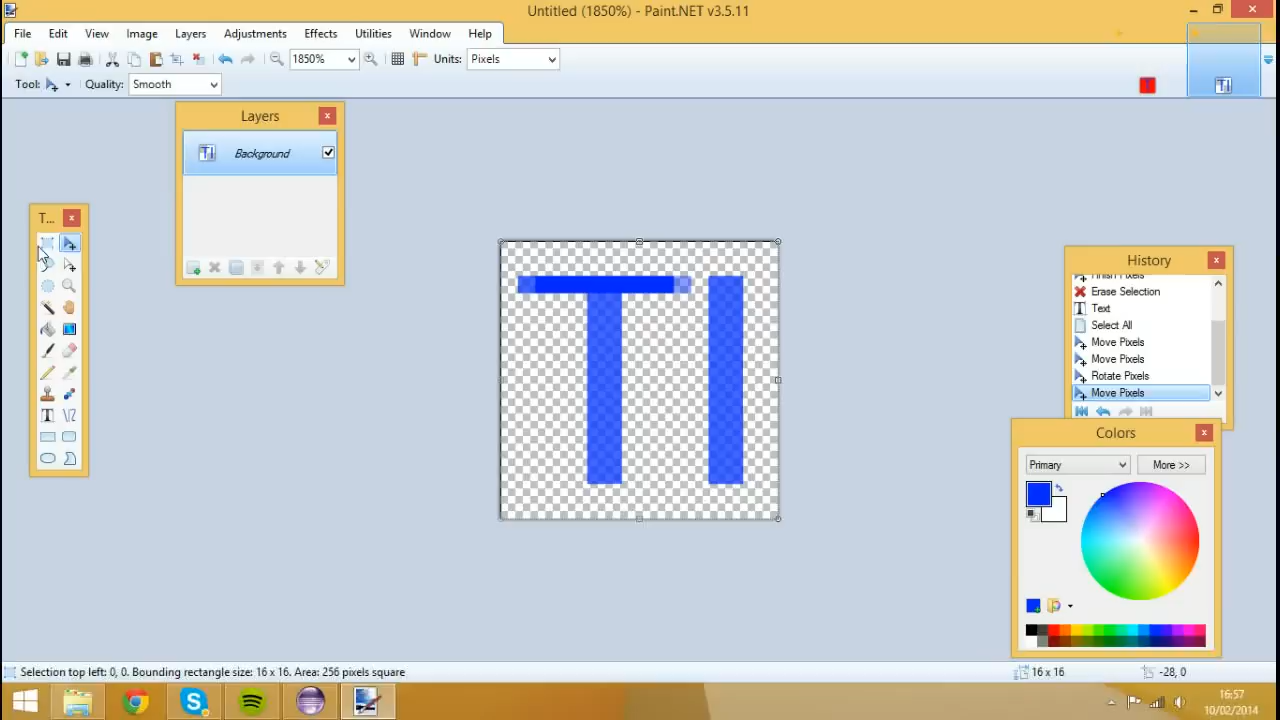 Untitled (1850%) - Paint.NET v3.5.11
File Edit View Image Layers Adjustments Effects Utilities Window Help
1850% Units: Pixels
Tool: Quality: Smooth
Layers
Background
T...
TI
History
Finish Pixels
Erase Selection
Text
Select All
Move Pixels
Move Pixels
Rotate Pixels
Move Pixels
Colors
Primary More >>
Selection top left: 0, 0. Bounding rectangle size: 16 x 16. Area: 256 pixels square
16 x 16 -28, 0
16:57
10/02/2014